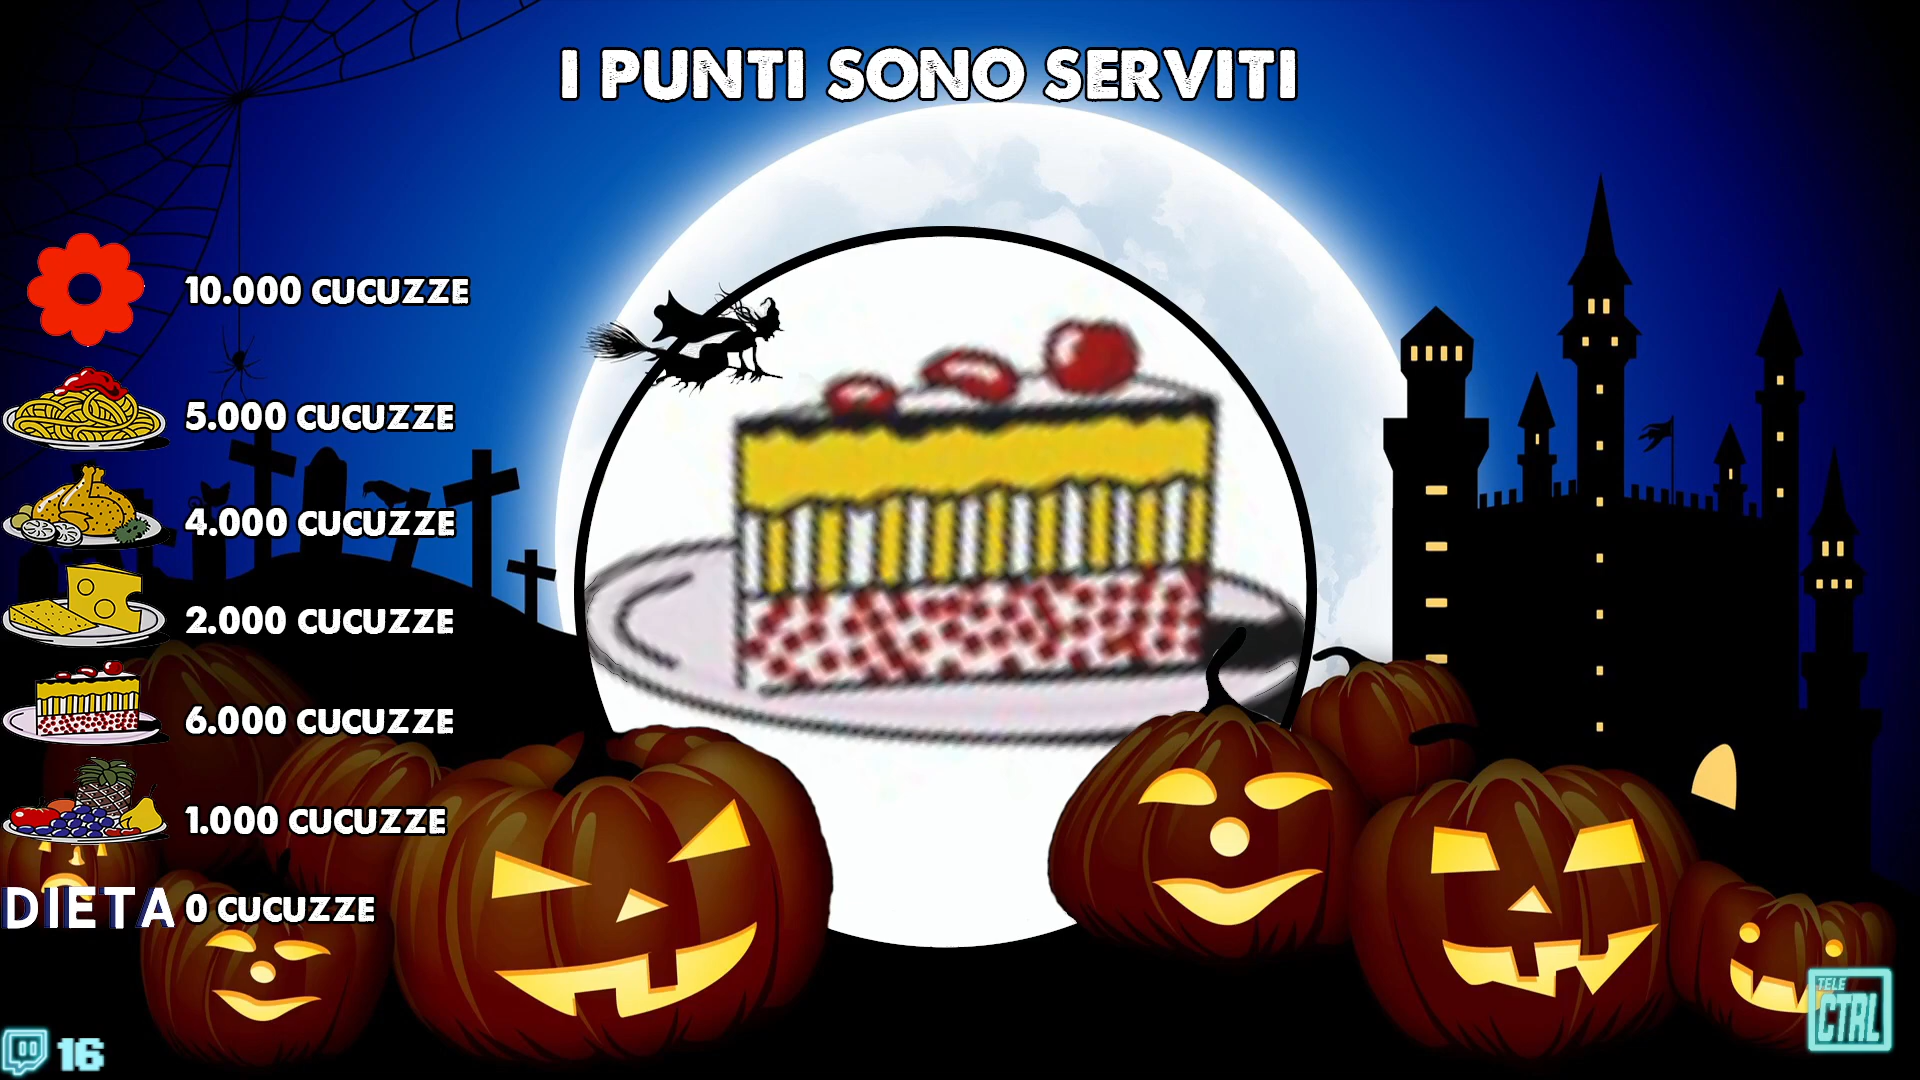 I PUNTI SONO SERVITI
10.000 CUCUZZE
5.000 CUCUZZE
4.000 CUCUZZE
2.000 CUCUZZE
6.000 CUCUZZE
1.000 CUCUZZE
DIETA 0 CUCUZZE
16
TELE
CTRL